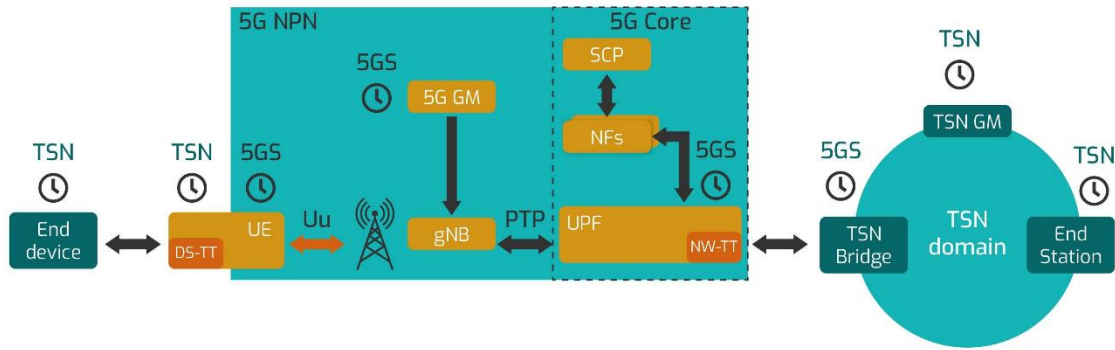 5G NPN
5G Core
TSN
5GS
SCP
5G GM
TSN GM
TSN
TSN
5GS
NFs
5GS
5GS
TSN
End
device
UE
DS-TT
Uu
gNB
PTP
UPF
NW-TT
TSN
Bridge
TSN
domain
End
Station